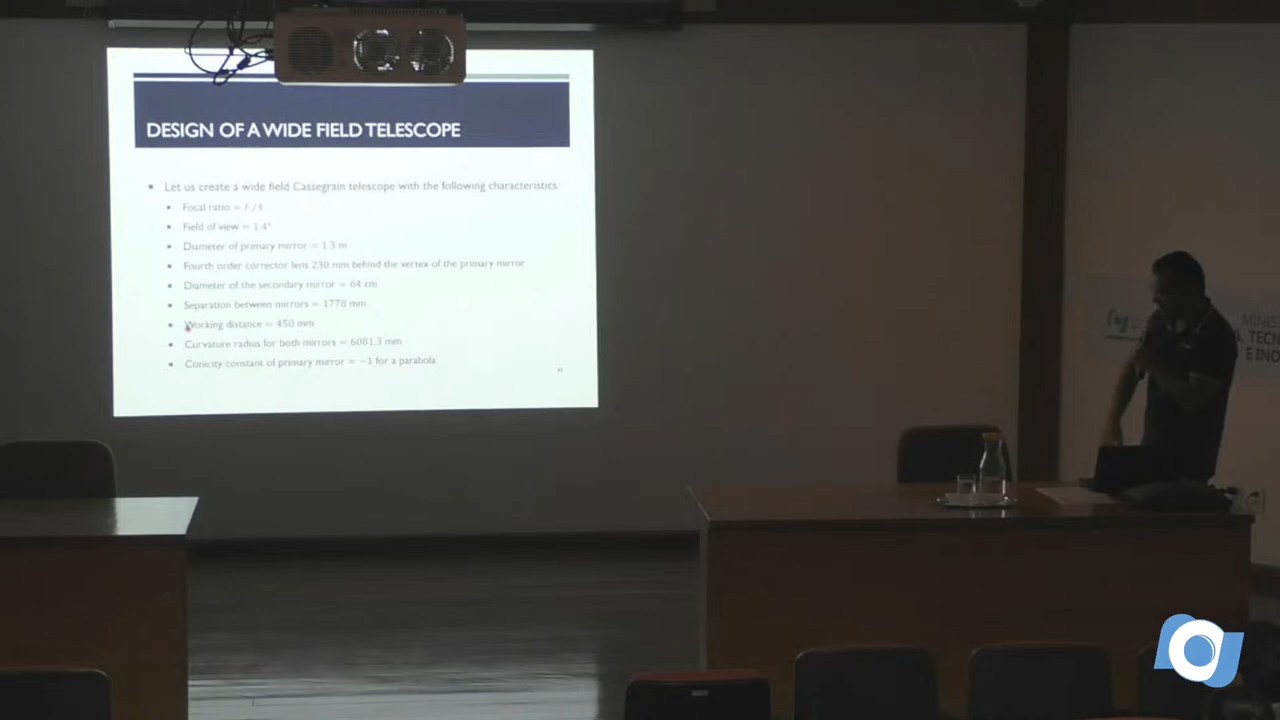 DESIGN OF A WIDE FIELD TELESCOPE
Let us create a wide field Cassegrain telescope with the following characteristics
Focal ratio = F/4
Field of view = 1.4°
Diameter of primary mirror = 1.3 m
Fourth order corrector lens 230 mm behind the vertex of the primary mirror
Diameter of the secondary mirror = 64 cm
Separation between mirrors = 1778 mm
Working distance = 450 mm
Curvature radius for both mirrors = 6081.3 mm
Conicity constant of primary mirror = −1 for a parabola
MINIS
A, TECN
E INO